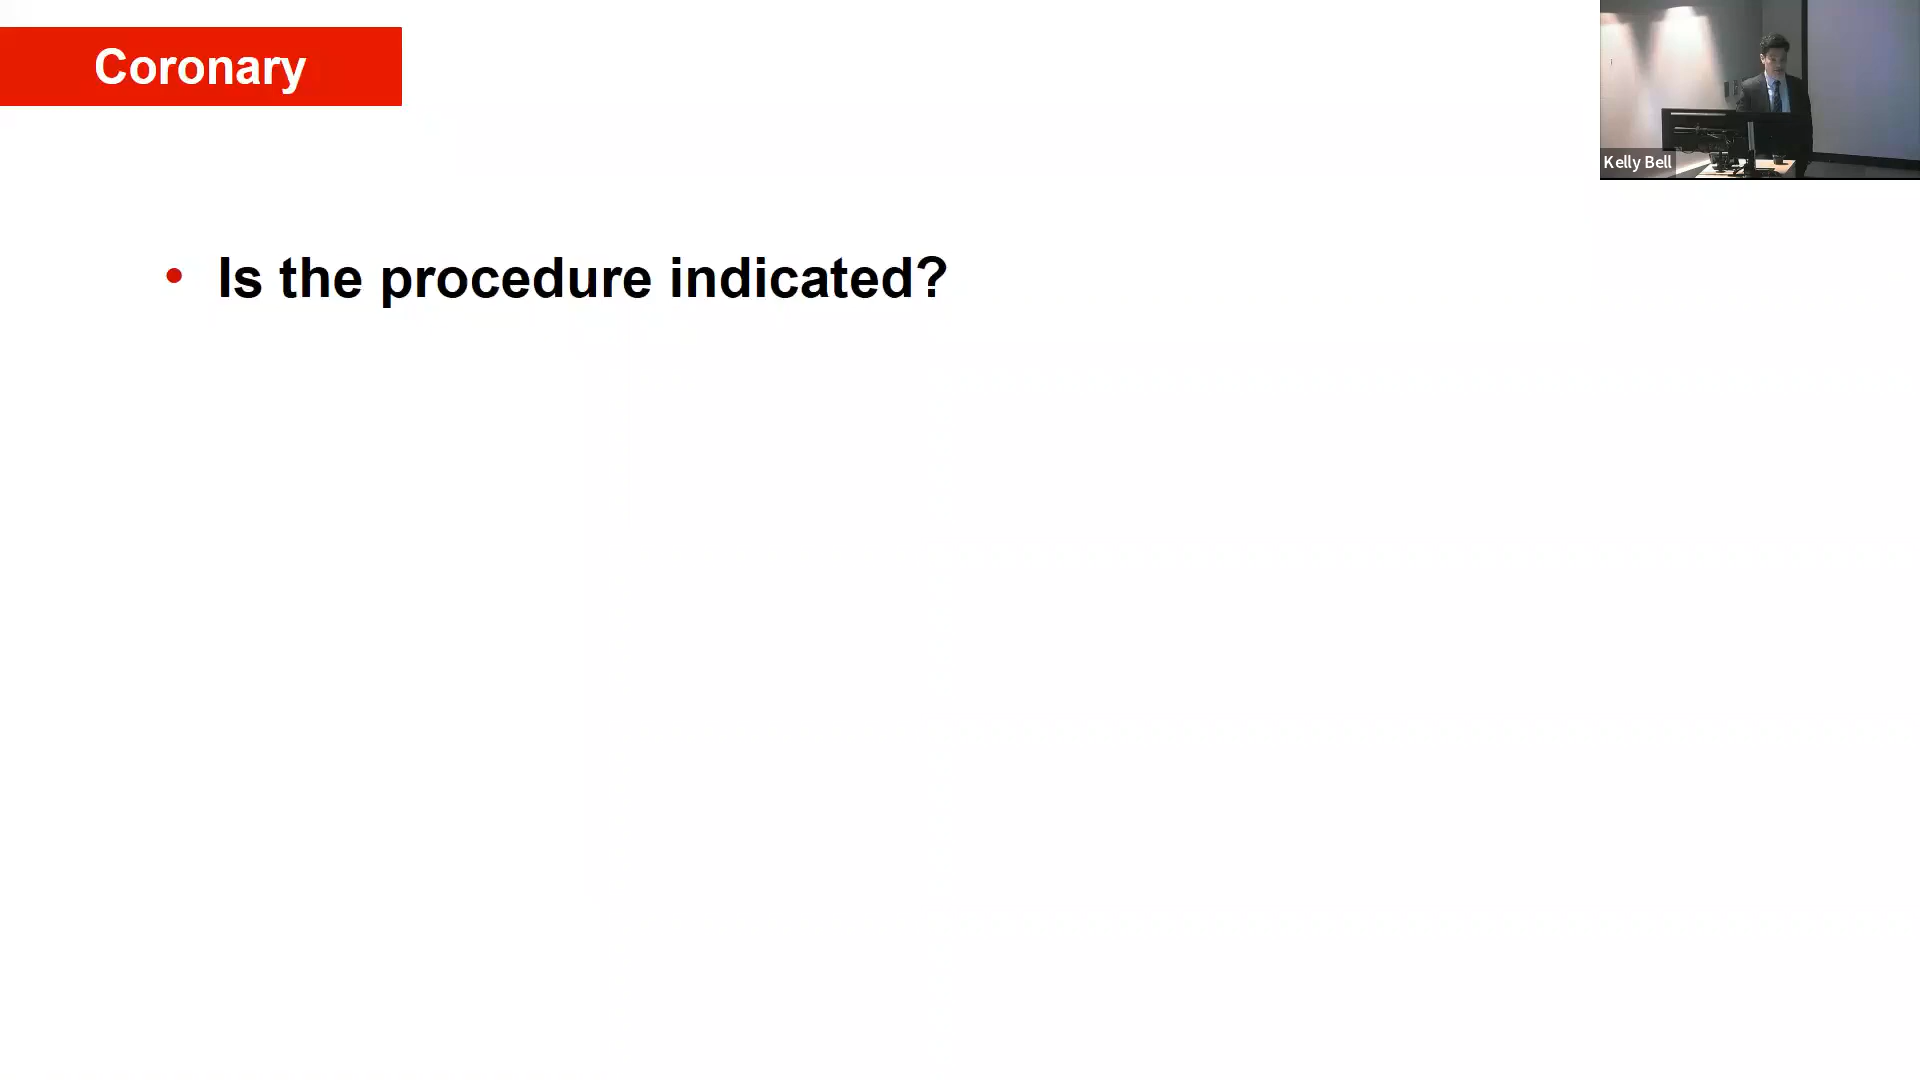 Coronary
Kelly Bell
• Is the procedure indicated?